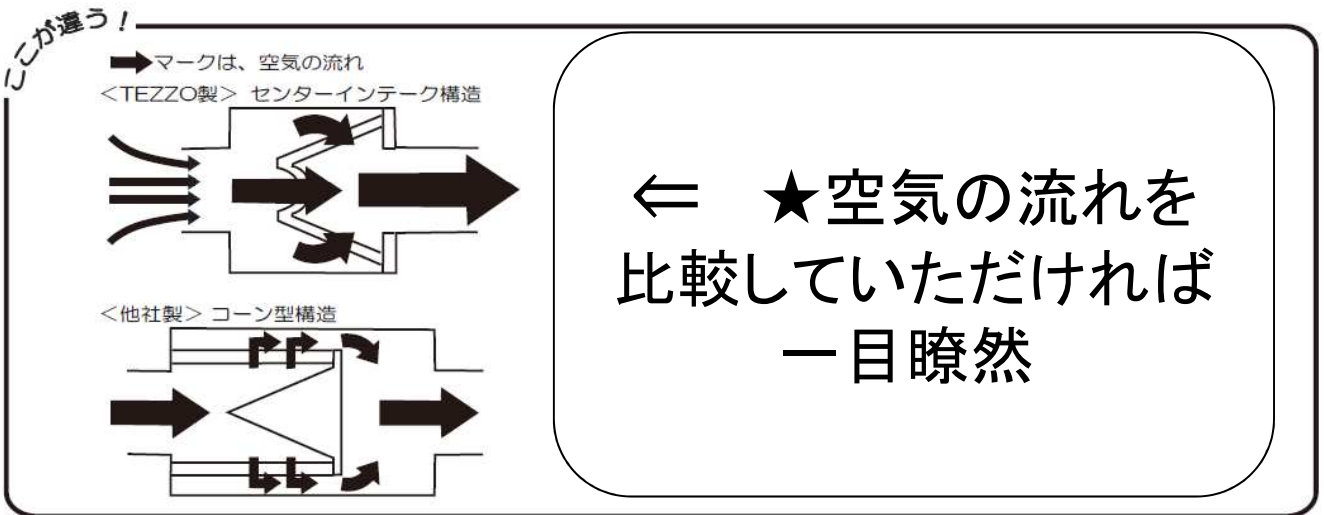 ここが違う！
➡マークは、空気の流れ
＜TEZZO製＞ センターインテーク構造
＜他社製＞ コーン型構造
⇐　★空気の流れを
比較していただければ
一目瞭然